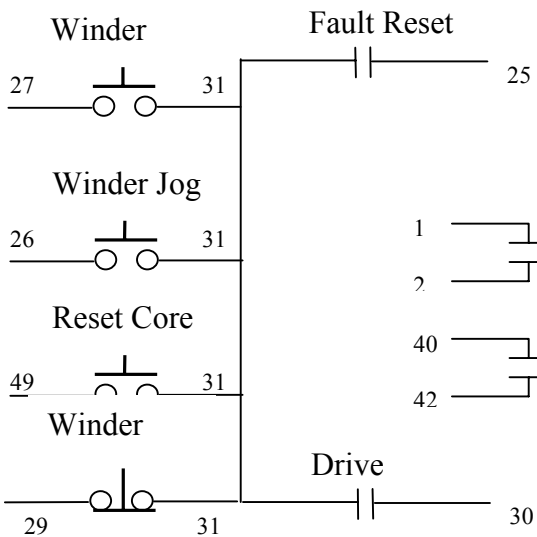 Winder
27 31
Fault Reset
25
Winder Jog
26 31
1
2
Reset Core
49 31
40
42
Winder
29 31
Drive
30